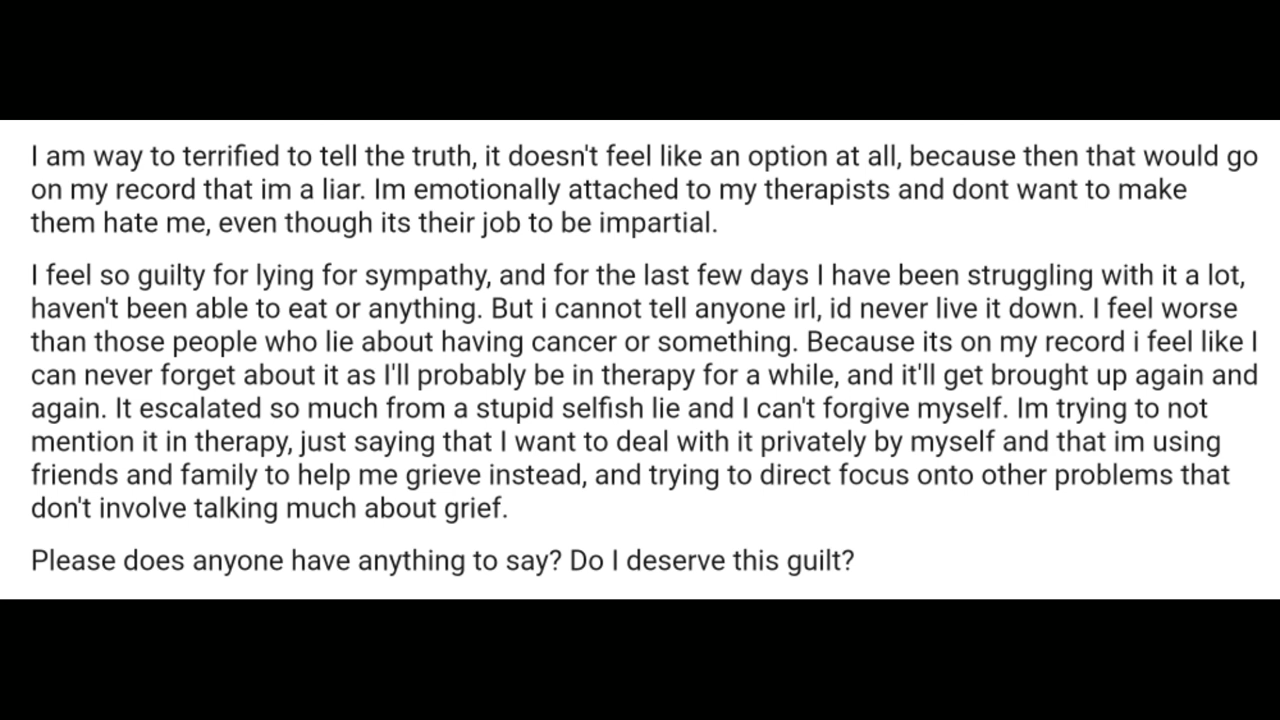 I am way to terrified to tell the truth, it doesn't feel like an option at all, because then that would go
on my record that im a liar. Im emotionally attached to my therapists and dont want to make
them hate me, even though its their job to be impartial.
I feel so guilty for lying for sympathy, and for the last few days I have been struggling with it a lot,
haven't been able to eat or anything. But i cannot tell anyone irl, id never live it down. I feel worse
than those people who lie about having cancer or something. Because its on my record i feel like I
can never forget about it as I'll probably be in therapy for a while, and it'll get brought up again and
again. It escalated so much from a stupid selfish lie and I can't forgive myself. Im trying to not
mention it in therapy, just saying that I want to deal with it privately by myself and that im using
friends and family to help me grieve instead, and trying to direct focus onto other problems that
don't involve talking much about grief.
Please does anyone have anything to say? Do I deserve this guilt?